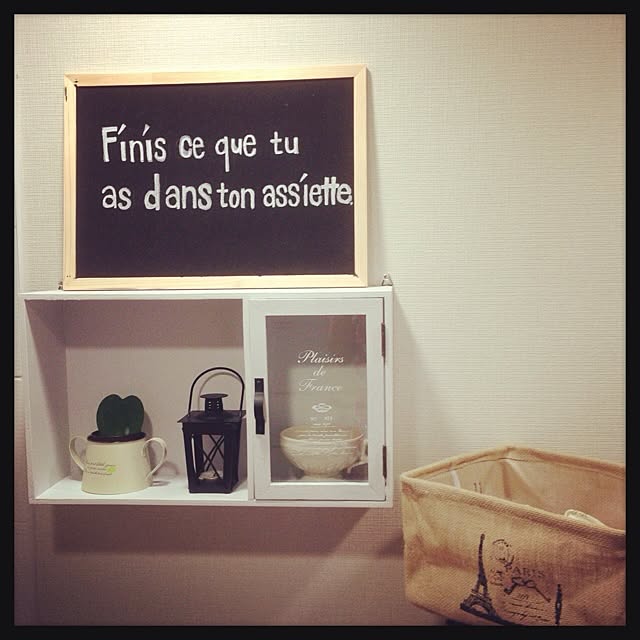 Finis ce que tu
as dans ton assiette.
Plaisirs
de
France
PARIS